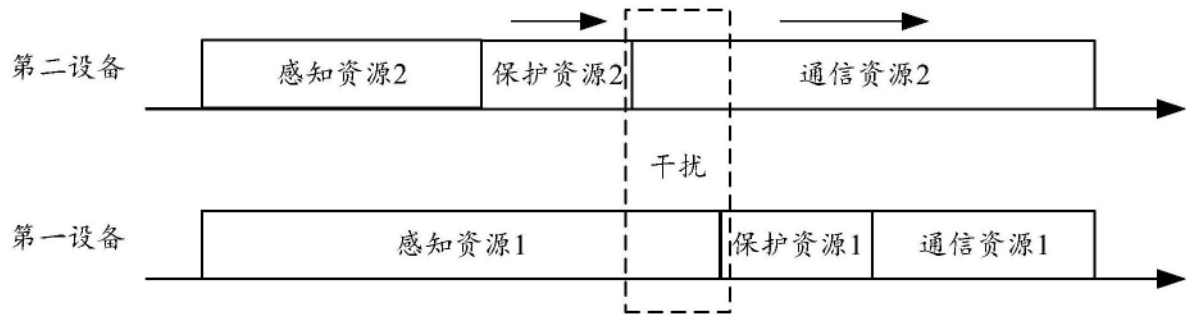 第二设备
感知资源2
保护资源2
通信资源2
干扰
第一设备
感知资源1
保护资源1
通信资源1